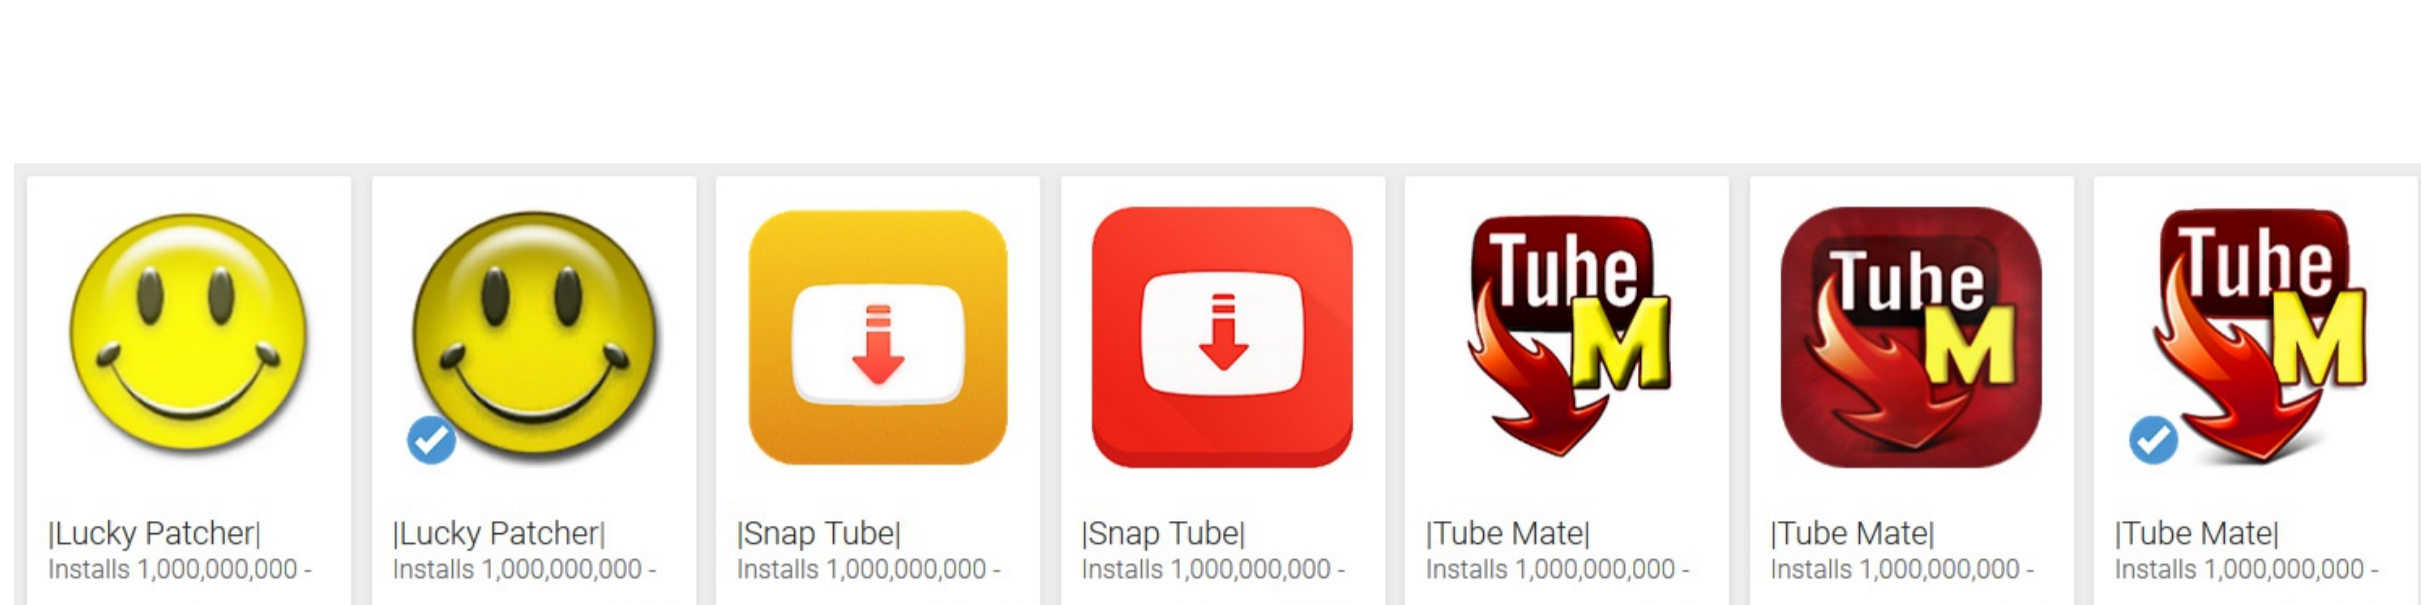 Tube
M
Tube
M
Tube
M
|Lucky Patcher|
Installs 1,000,000,000 -
|Lucky Patcher|
Installs 1,000,000,000 -
|Snap Tube|
Installs 1,000,000,000 -
|Snap Tube|
Installs 1,000,000,000 -
|Tube Mate|
Installs 1,000,000,000 -
|Tube Mate|
Installs 1,000,000,000 -
|Tube Mate|
Installs 1,000,000,000 -